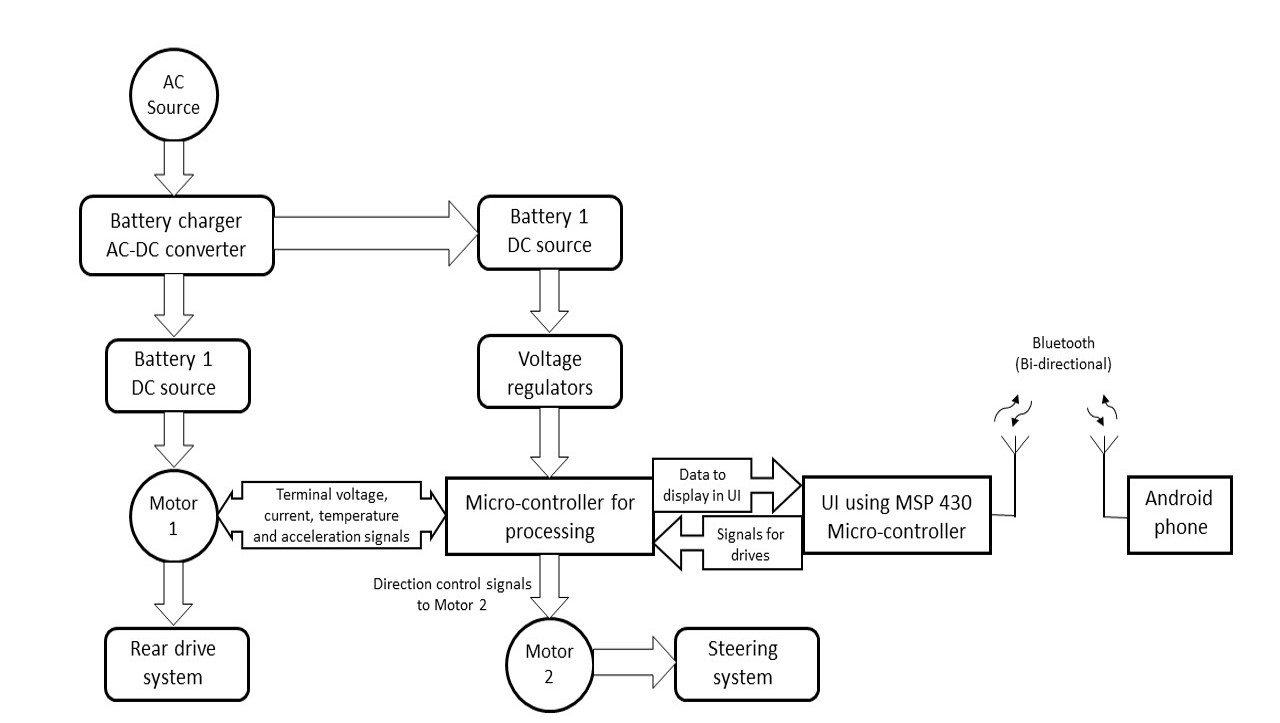 AC
Source
Battery charger
AC-DC converter
Battery 1
DC source
Battery 1
DC source
Voltage
regulators
Bluetooth
(Bi-directional)
Motor
1
Terminal voltage,
current, temperature
and acceleration signals
Micro-controller for
processing
Data to
display in UI
Signals for
drives
UI using MSP 430
Micro-controller
Android
phone
Direction control signals
to Motor 2
Rear drive
system
Motor
2
Steering
system